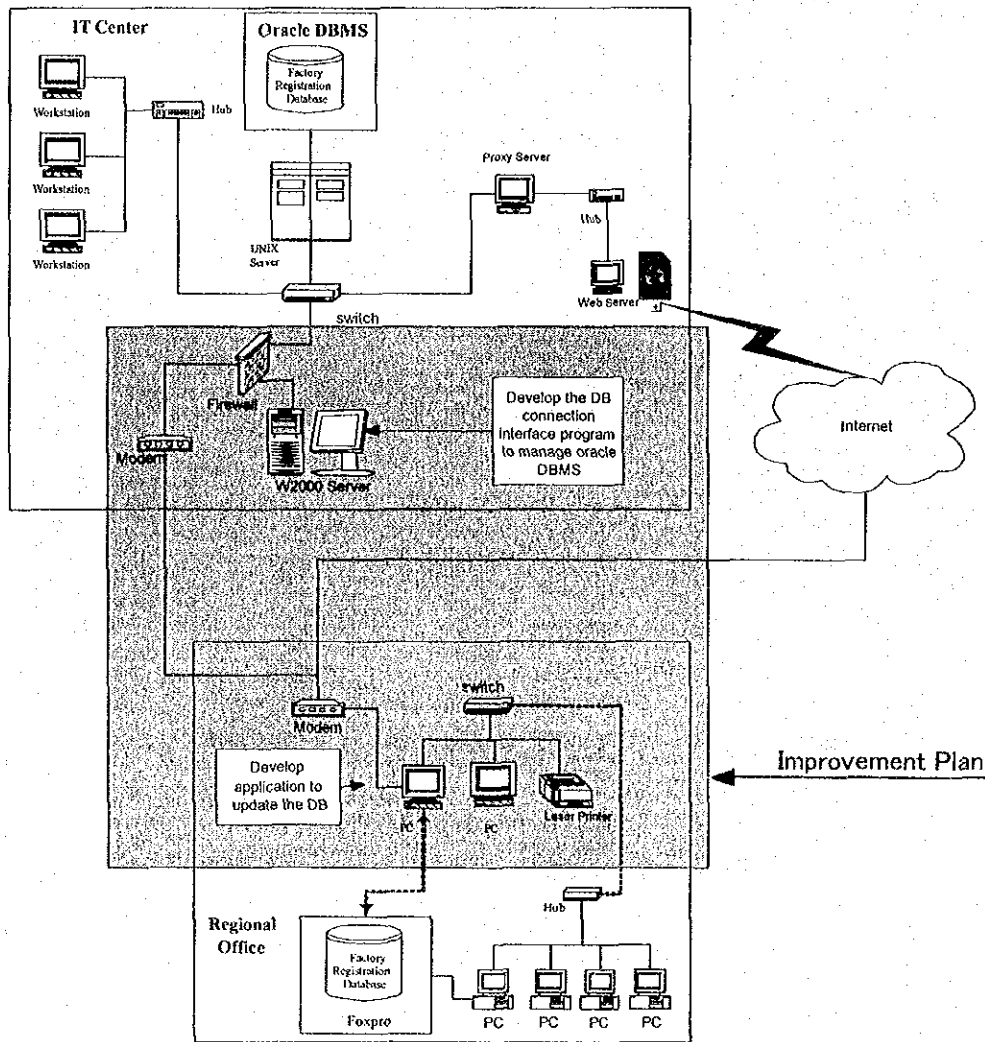 IT Center
Oracle DBMS
Factory
Registration
Database
Workstation
Hub
Workstation
Workstation
UNIX
Server
Proxy Server
Hub
Web Server
switch
Firewall
Modem
W2000 Server
Develop the DB
connection
interface program
to manage oracle
DBMS
Internet
switch
Modem
Develop
application to
update the DB
PC
PC
Laser Printer
Improvement Plan
Regional
Office
Factory
Registration
Database
Foxpro
Hub
PC
PC
PC
PC